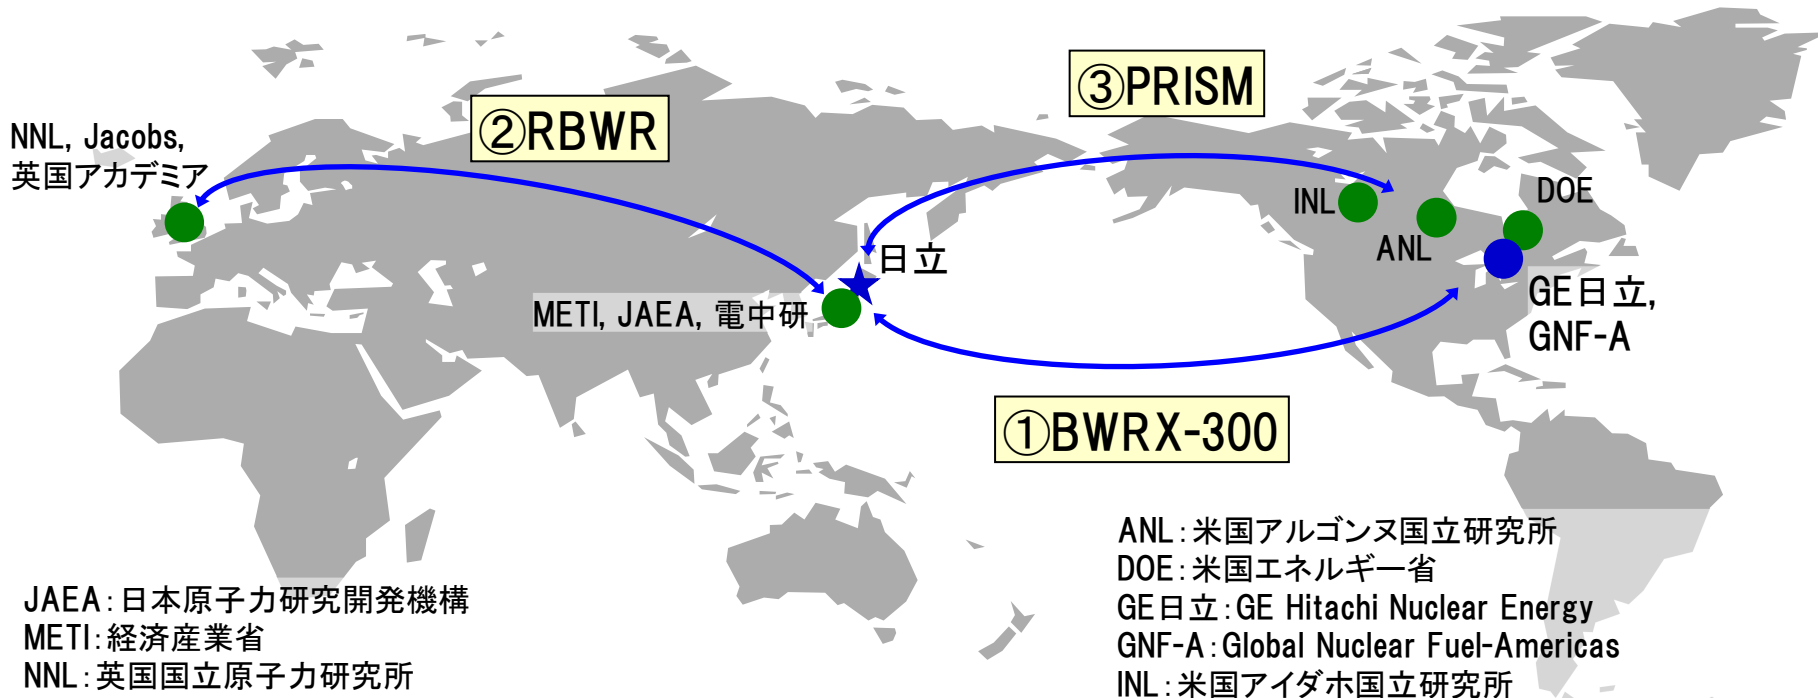 ③PRISM
②RBWR
NNL, Jacobs,
英国アカデミア
INL
DOE
ANL
日立
METI, JAEA, 電中研
GE日立,
GNF-A
①BWRX-300
JAEA:日本原子力研究開発機構
METI:経済産業省
NNL:英国国立原子力研究所
ANL:米国アルゴンヌ国立研究所
DOE:米国エネルギー省
GE日立:GE Hitachi Nuclear Energy
GNF-A:Global Nuclear Fuel-Americas
INL:米国アイダホ国立研究所